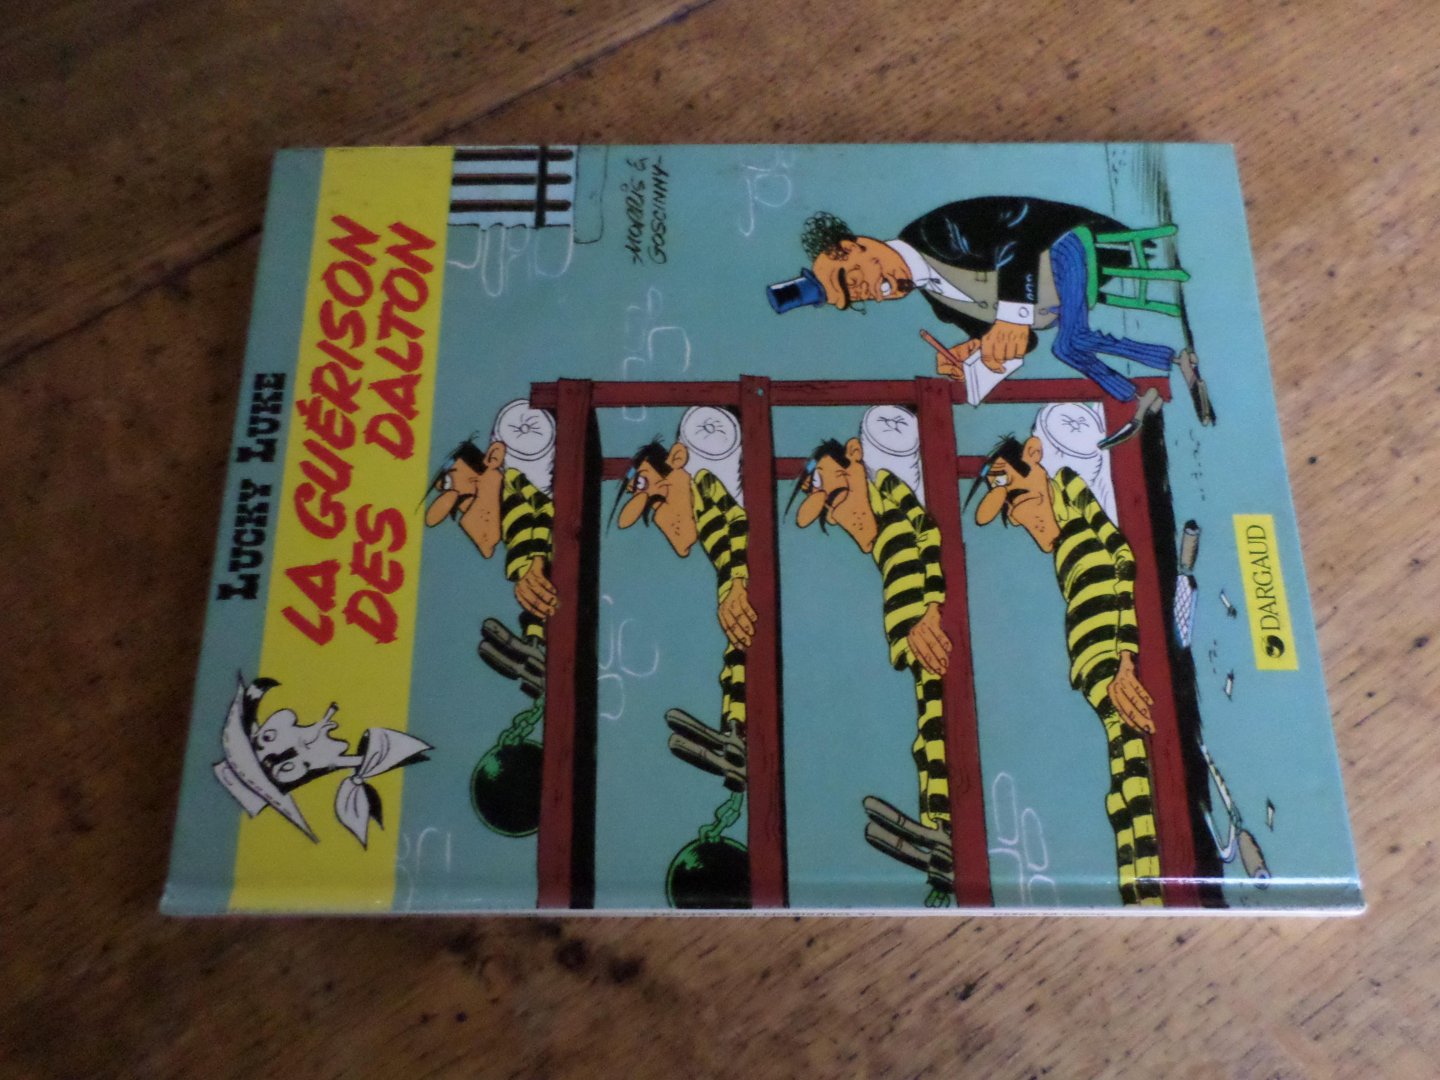 LUCKY LUKE
LA GUÉRISON
DES DALTON
MORRIS &
GOSCINNY
DARGAUD